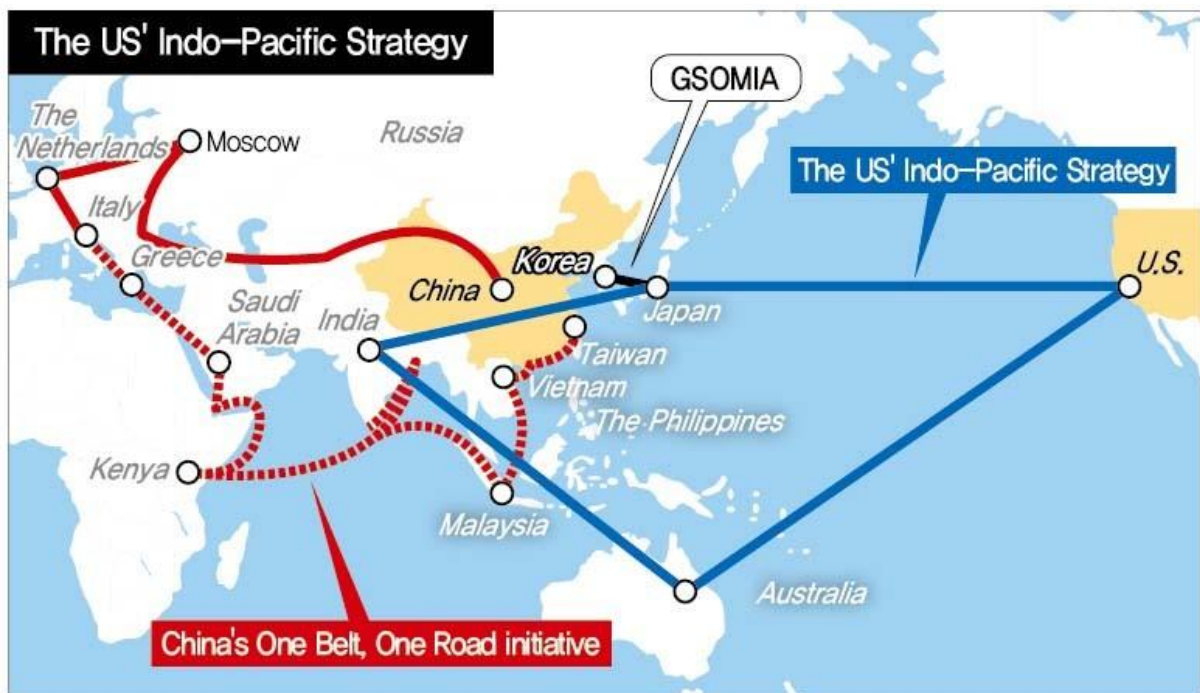 The US' Indo-Pacific Strategy
GSOMIA
The
Netherlands
Moscow
Russia
The US' Indo-Pacific Strategy
Italy
Greece
Korea
U.S.
China
Japan
Saudi
Arabia
India
Taiwan
Vietnam
The Philippines
Kenya
Malaysia
Australia
China's One Belt, One Road initiative